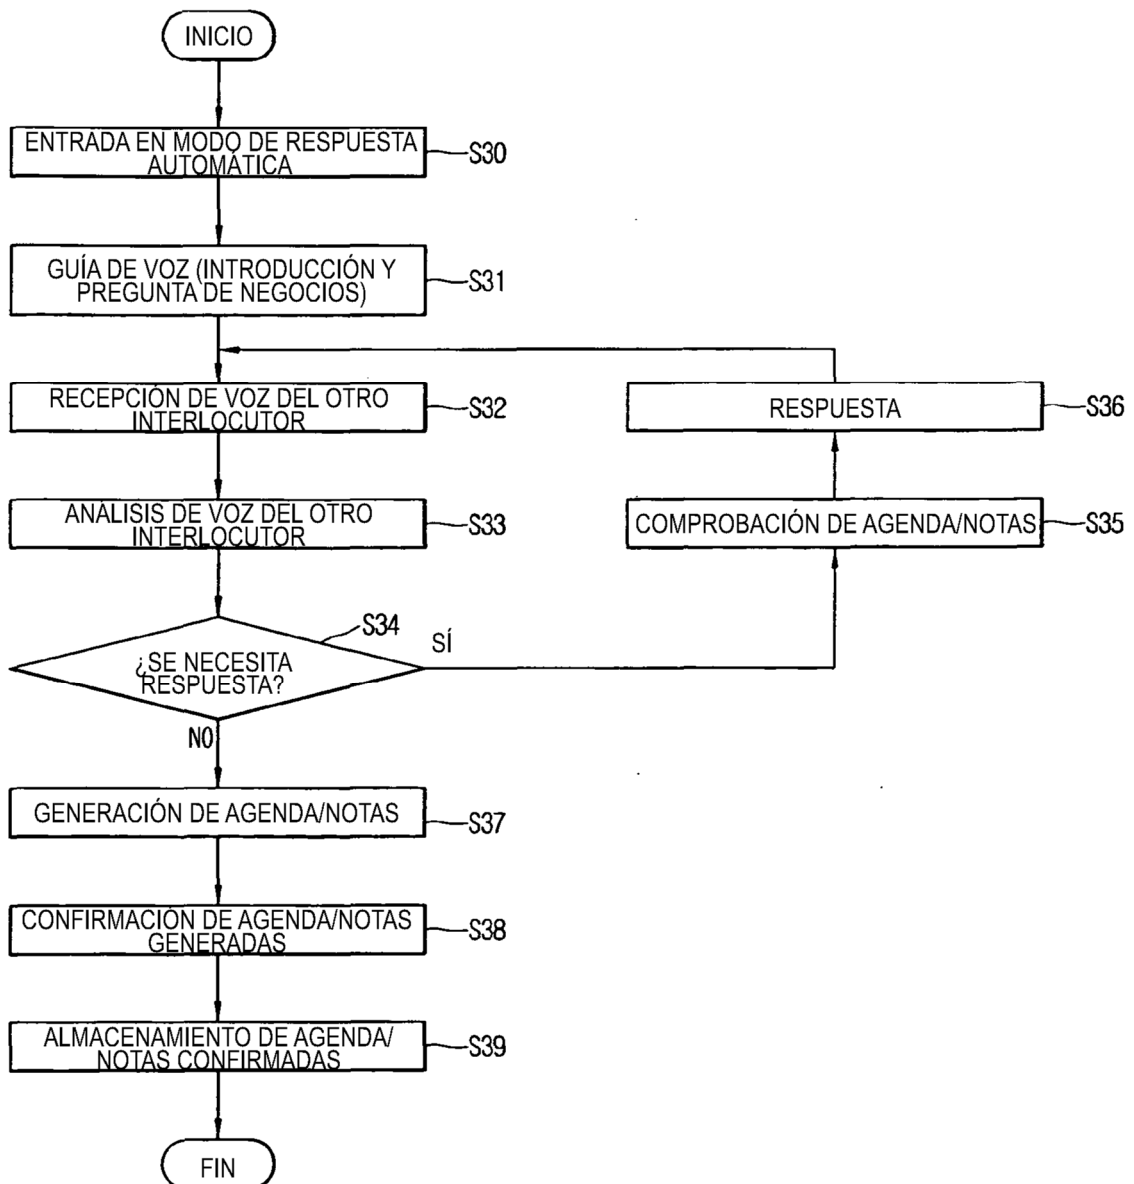 INICIO
ENTRADA EN MODO DE RESPUESTA
AUTOMÁTICA
S30
GUÍA DE VOZ (INTRODUCCIÓN Y
PREGUNTA DE NEGOCIOS)
S31
RECEPCIÓN DE VOZ DEL OTRO
INTERLOCUTOR
S32
RESPUESTA
S36
ANÁLISIS DE VOZ DEL OTRO
INTERLOCUTOR
S33
COMPROBACIÓN DE AGENDA/NOTAS
S35
S34
SÍ
¿SE NECESITA
RESPUESTA?
NO
GENERACIÓN DE AGENDA/NOTAS
S37
CONFIRMACIÓN DE AGENDA/NOTAS
GENERADAS
S38
ALMACENAMIENTO DE AGENDA/
NOTAS CONFIRMADAS
S39
FIN